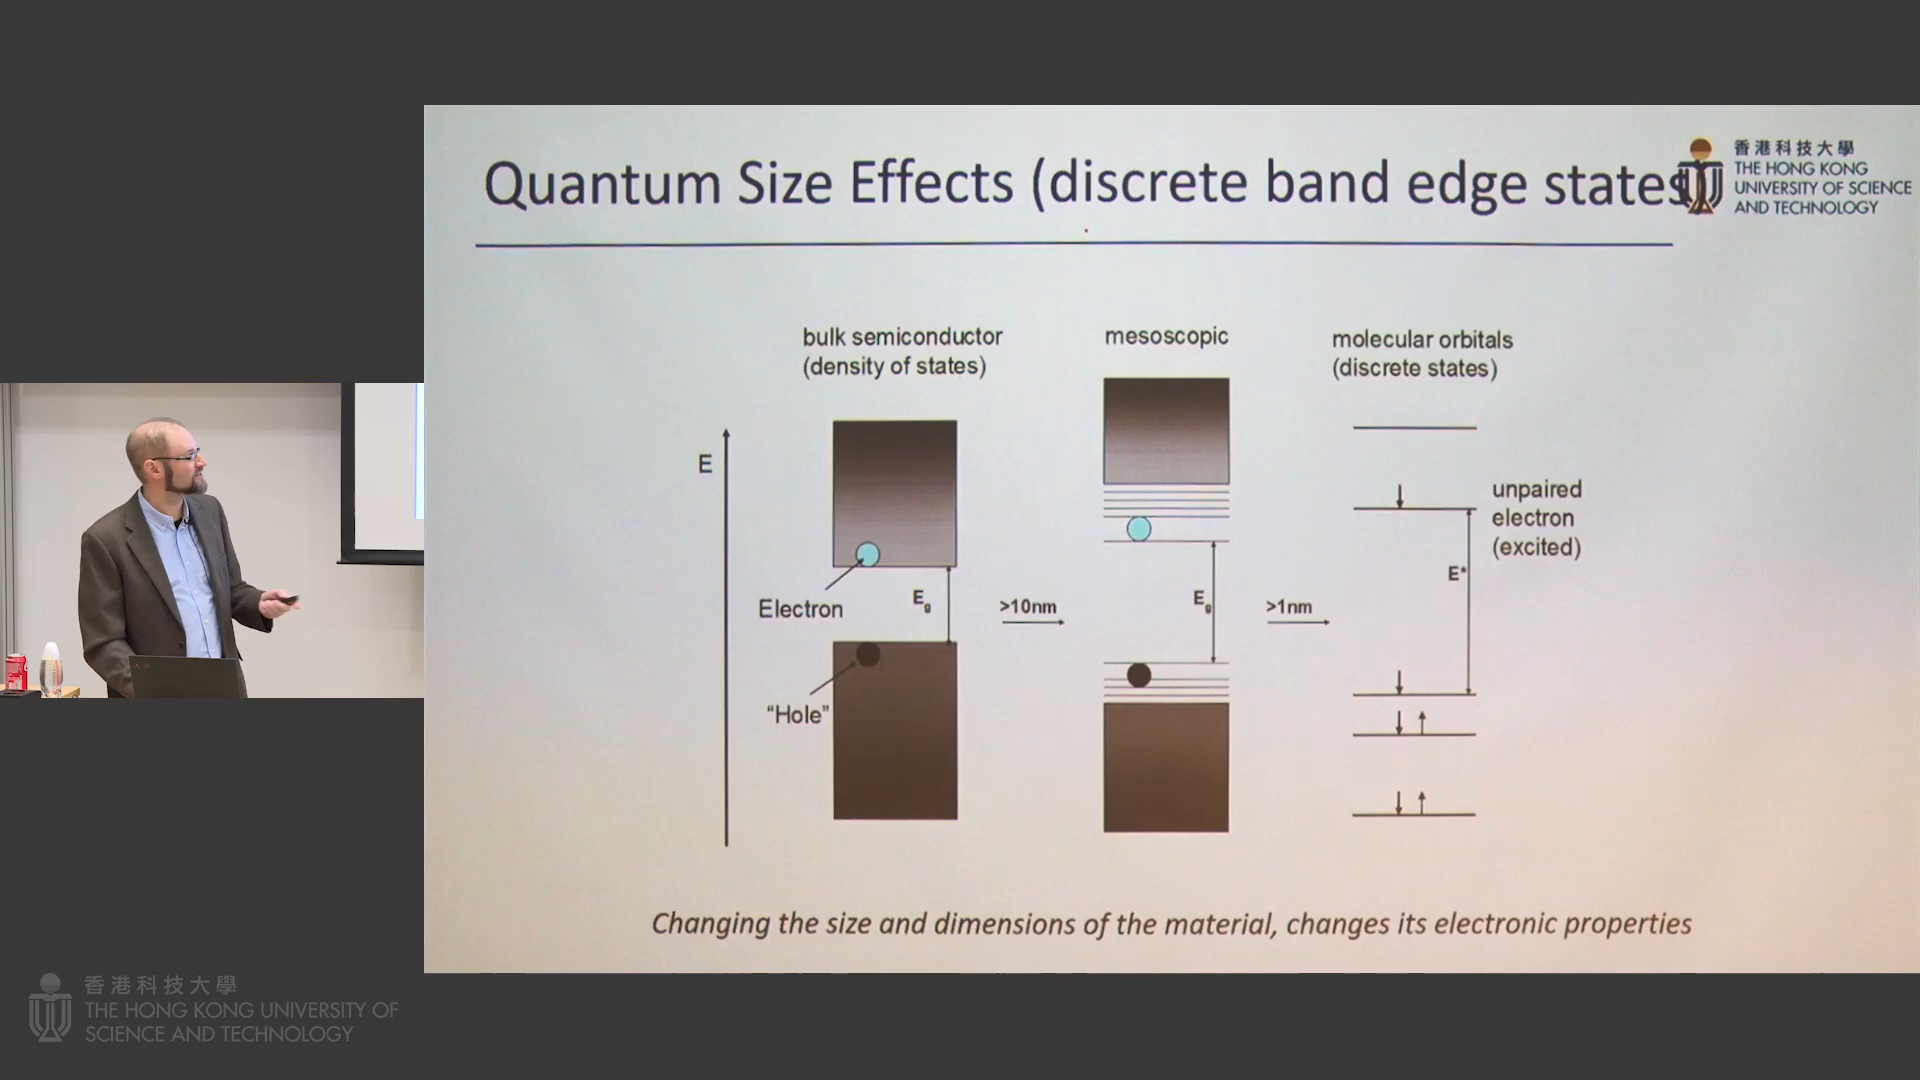 Quantum Size Effects (discrete band edge states)
香港科技大學
THE HONG KONG
UNIVERSITY OF SCIENCE
AND TECHNOLOGY
bulk semiconductor
(density of states)
mesoscopic
molecular orbitals
(discrete states)
E
Electron
"Hole"
Eg
>10nm
Eg
>1nm
E*
unpaired
electron
(excited)
Changing the size and dimensions of the material, changes its electronic properties
香港科技大學
THE HONG KONG UNIVERSITY OF
SCIENCE AND TECHNOLOGY